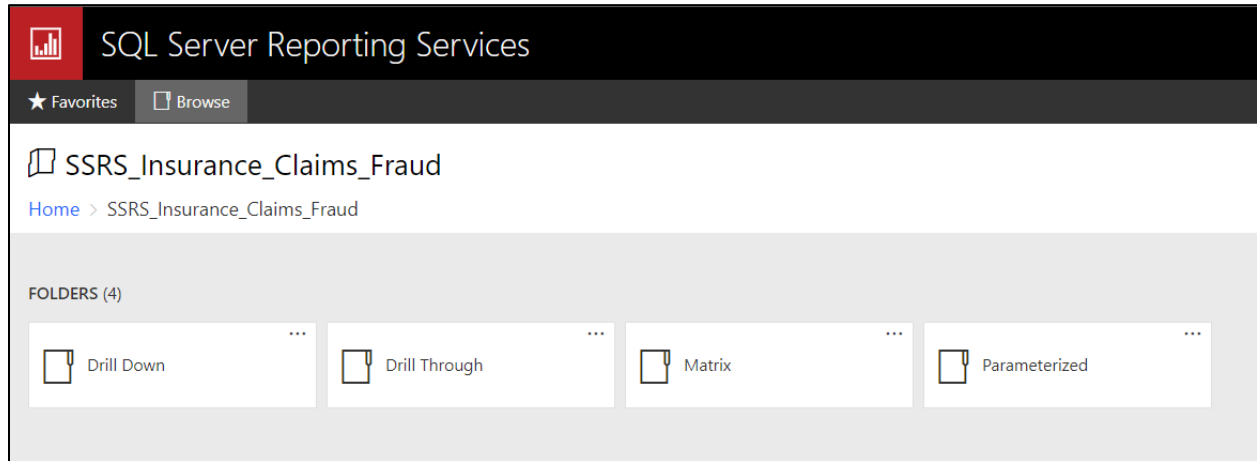 SQL Server Reporting Services
Favorites Browse
SSRS_Insurance_Claims_Fraud
Home > SSRS_Insurance_Claims_Fraud
FOLDERS (4)
... ... ... ...
Drill Down Drill Through Matrix Parameterized